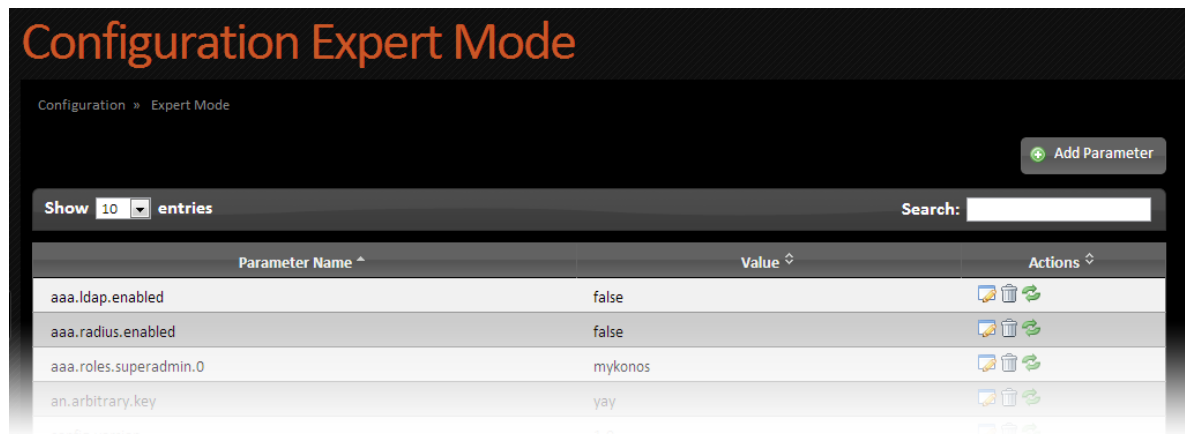 Configuration Expert Mode
Configuration » Expert Mode
Add Parameter
Show 10 entries Search:
Parameter Name Value Actions
aaa.ldap.enabled false
aaa.radius.enabled false
aaa.roles.superadmin.0 mykonos
an.arbitrary.key yay